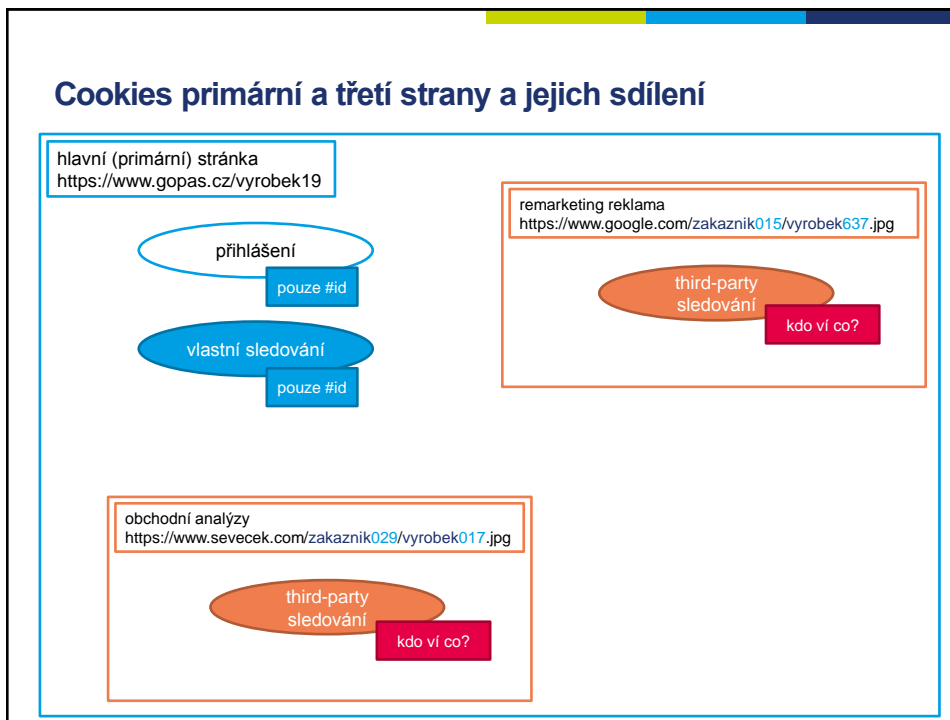 Cookies primární a třetí strany a jejich sdílení
hlavní (primární) stránka
https://www.gopas.cz/vyrobek19
přihlášení
pouze #id
vlastní sledování
pouze #id
remarketing reklama
https://www.google.com/zakaznik015/vyrobek637.jpg
third-party
sledování
kdo ví co?
obchodní analýzy
https://www.sevecek.com/zakaznik029/vyrobek017.jpg
third-party
sledování
kdo ví co?